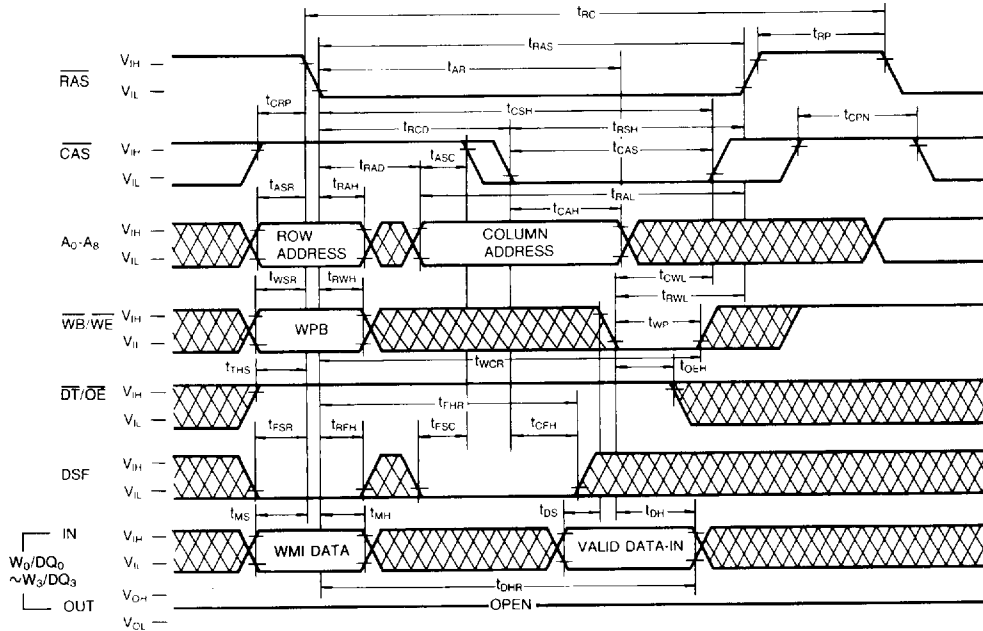 tRC
tRP
tRAS
tAR
RAS VIH
VIL
tCRP
tCSH
tRCD
tRSH
tCPN
CAS VIH
VIL
tRAD
tASC
tCAS
tASR
tRAH
tRAL
tCAH
A0-A8 VIH
VIL
ROW ADDRESS
COLUMN ADDRESS
tCWL
tWSR
tRWH
tRWL
WB/WE VIH
VIL
WPB
tWP
tWCR
tTHS
tOEH
DT/OE VIH
VIL
tFHR
tFSR
tRFH
tFSC
tCFH
DSF VIH
VIL
tMS
tMH
tDS
tDH
IN VIH
VIL
WMI DATA
VALID DATA-IN
W0/DQ0
~W3/DQ3
tDHR
OUT VOH
OPEN
VOL